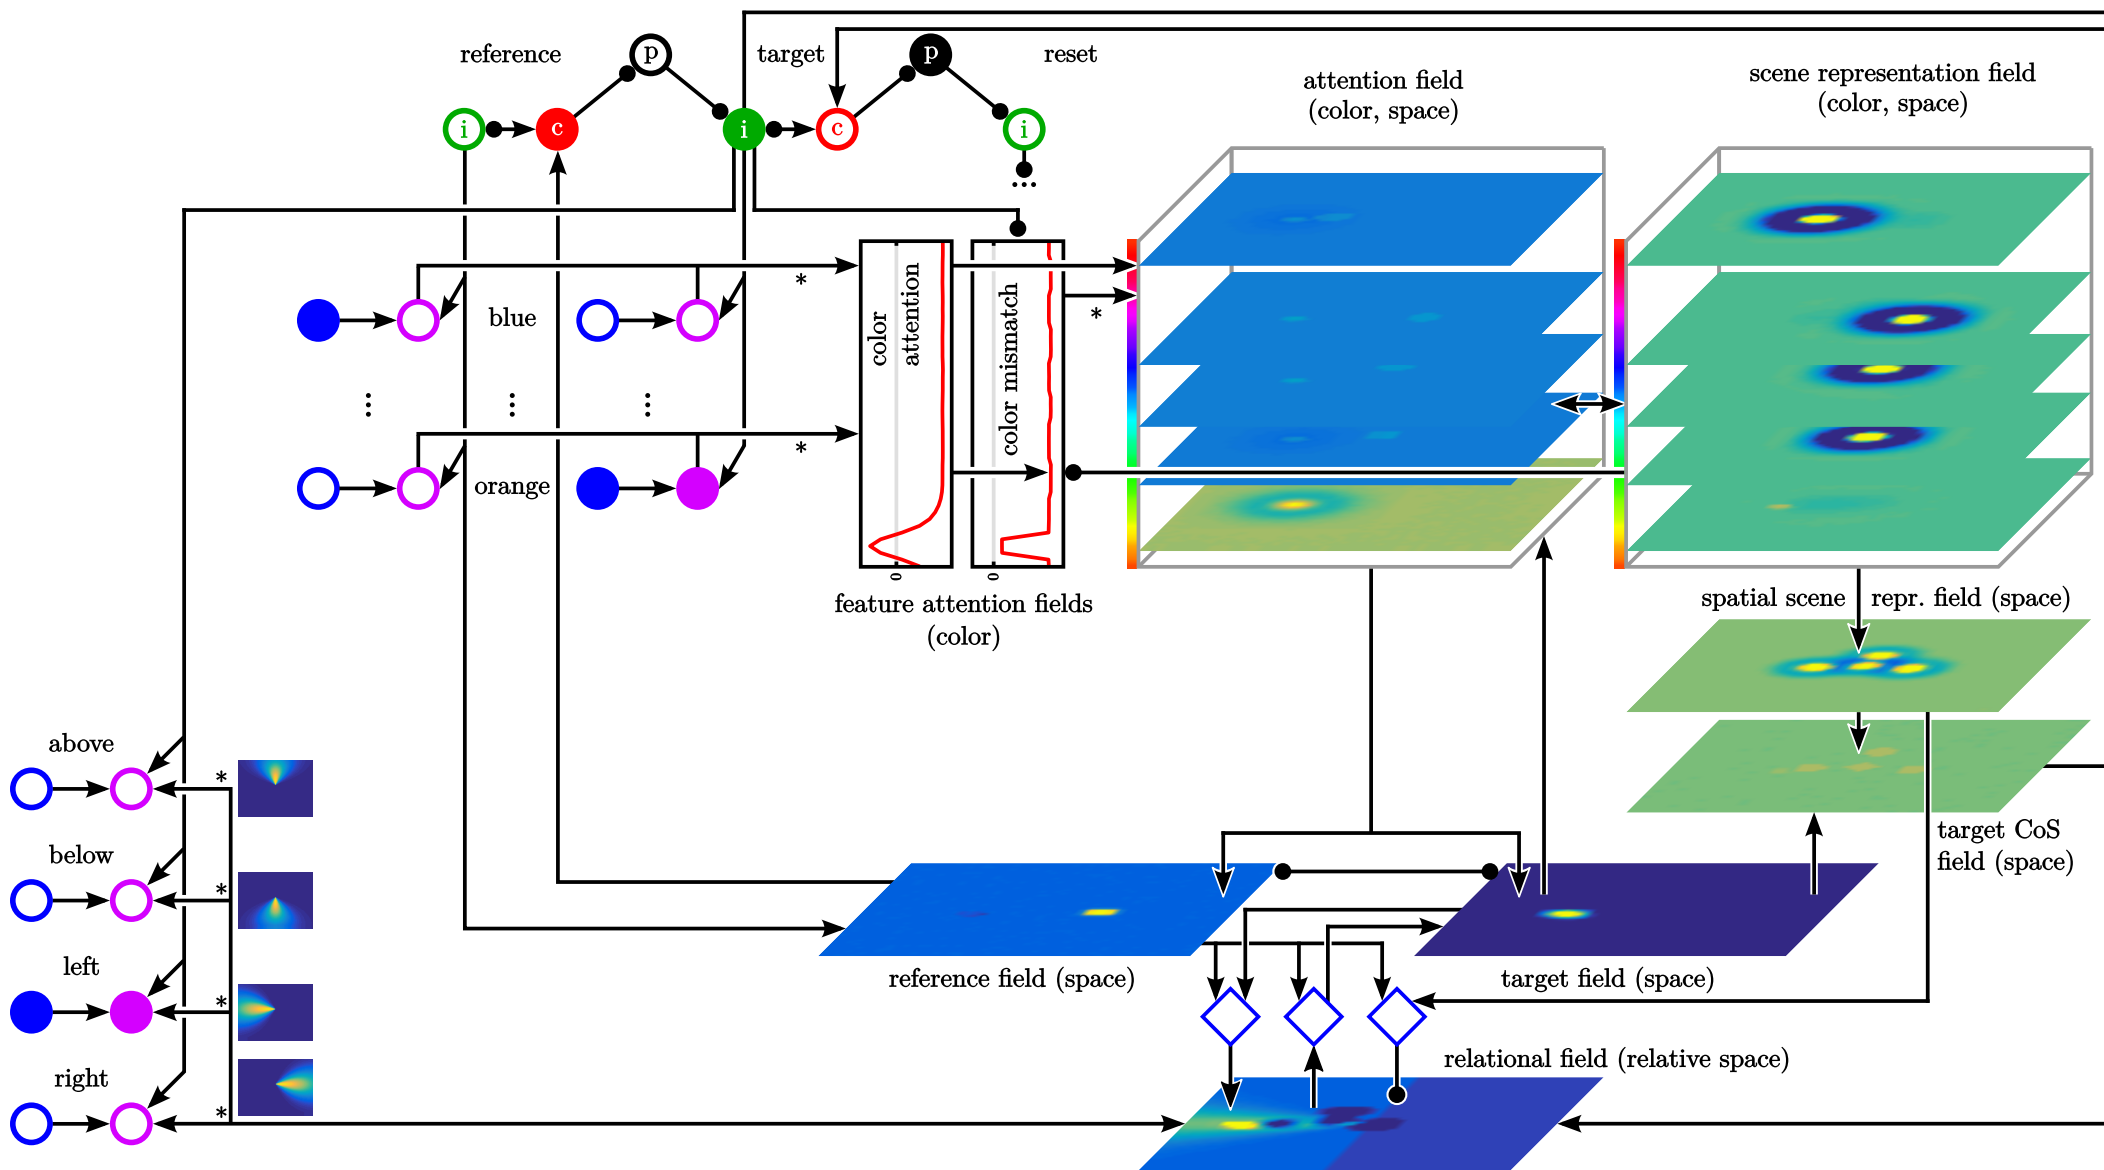 reference
p
target
p
reset
i
c
i
c
i
...
attention field
(color, space)
scene representation field
(color, space)
*
*
blue
...
...
...
*
orange
color
attention
color mismatch
0
0
feature attention fields
(color)
spatial scene repr. field (space)
target CoS
field (space)
above
*
below
*
left
*
right
*
reference field (space)
target field (space)
relational field (relative space)